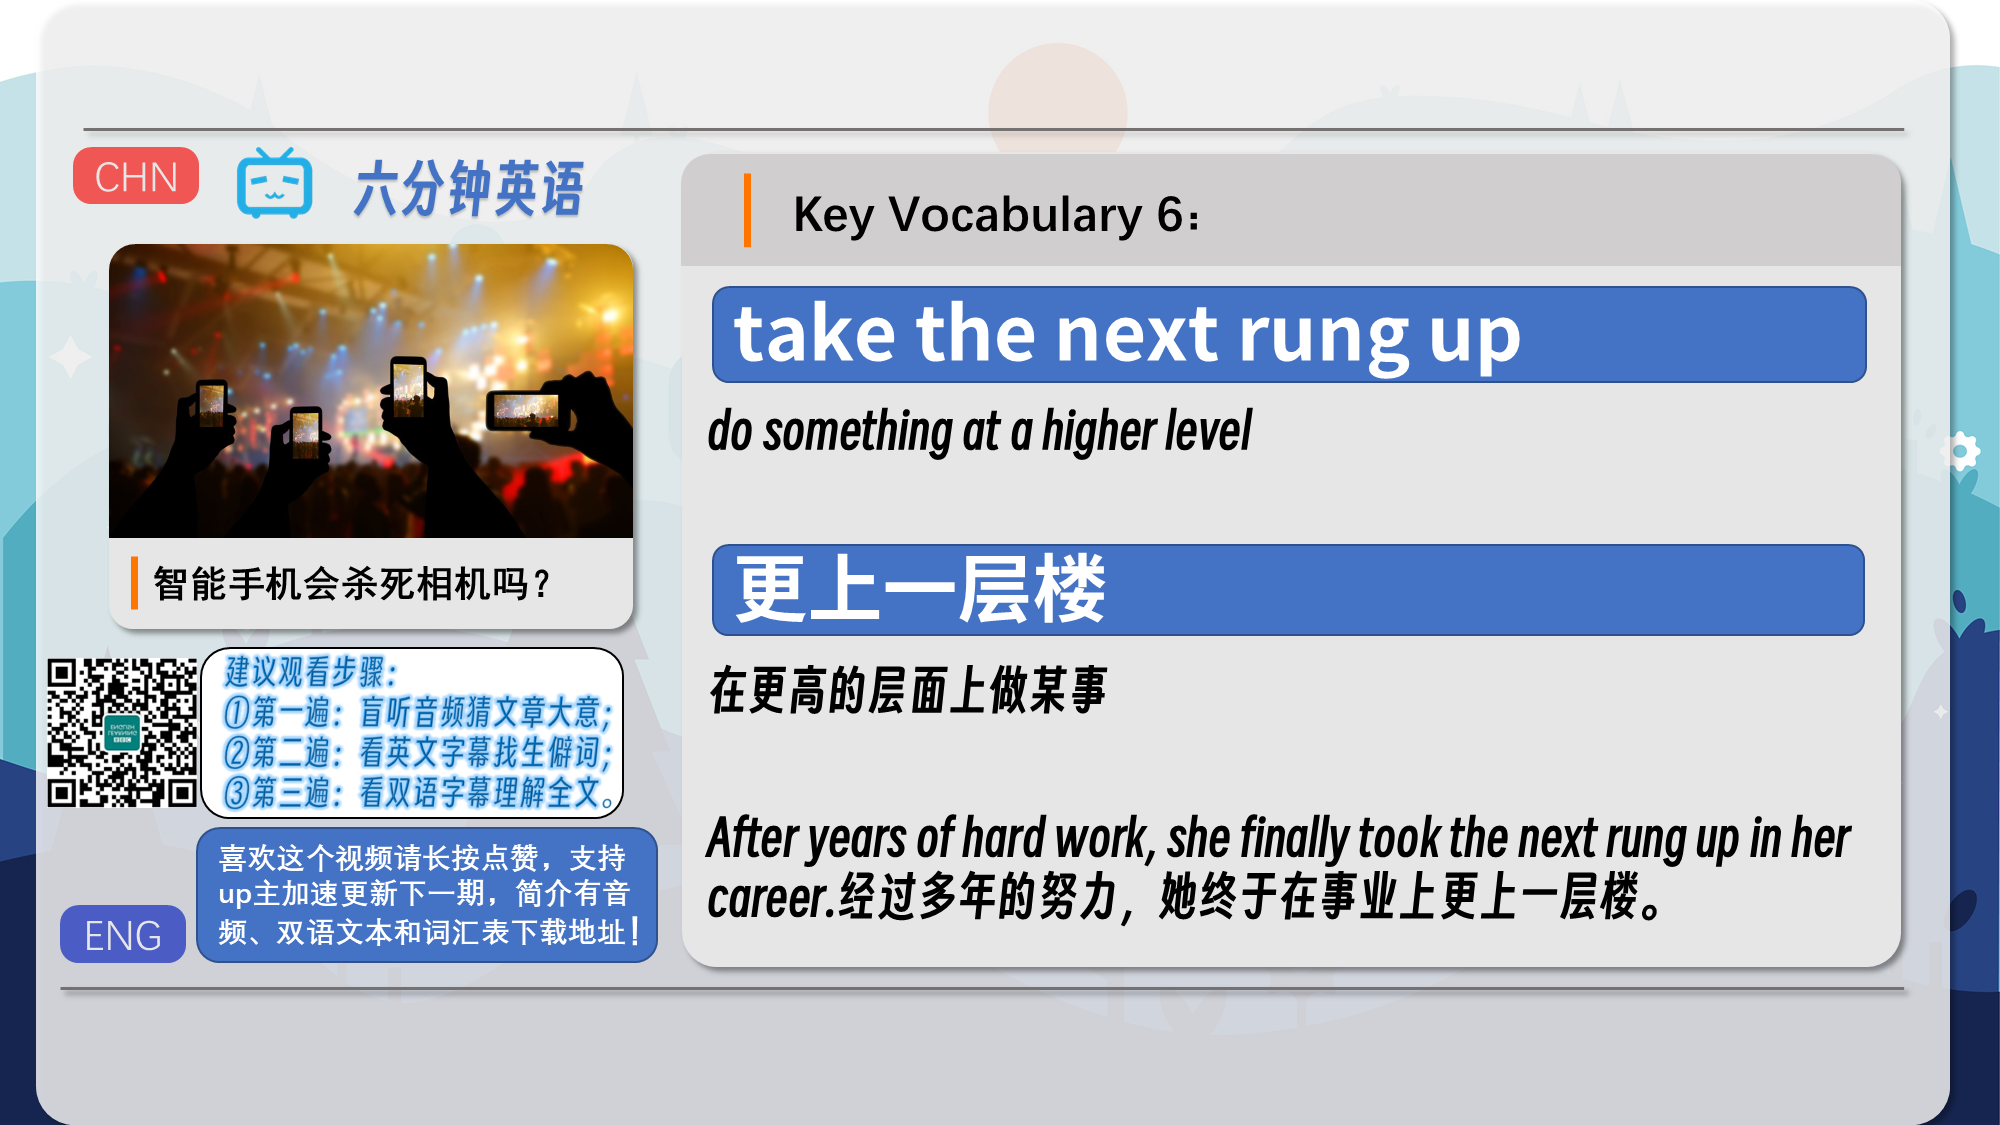 CHN
六分钟英语
智能手机会杀死相机吗？
建议观看步骤：
①第一遍：盲听音频猜文章大意；
②第二遍：看英文字幕找生僻词；
③第三遍：看双语字幕理解全文。
喜欢这个视频请长按点赞，支持
up主加速更新下一期，简介有音
频、双语文本和词汇表下载地址！
ENG
Key Vocabulary 6：
take the next rung up
do something at a higher level
更上一层楼
在更高的层面上做某事
After years of hard work, she finally took the next rung up in her
career.经过多年的努力，她终于在事业上更上一层楼。